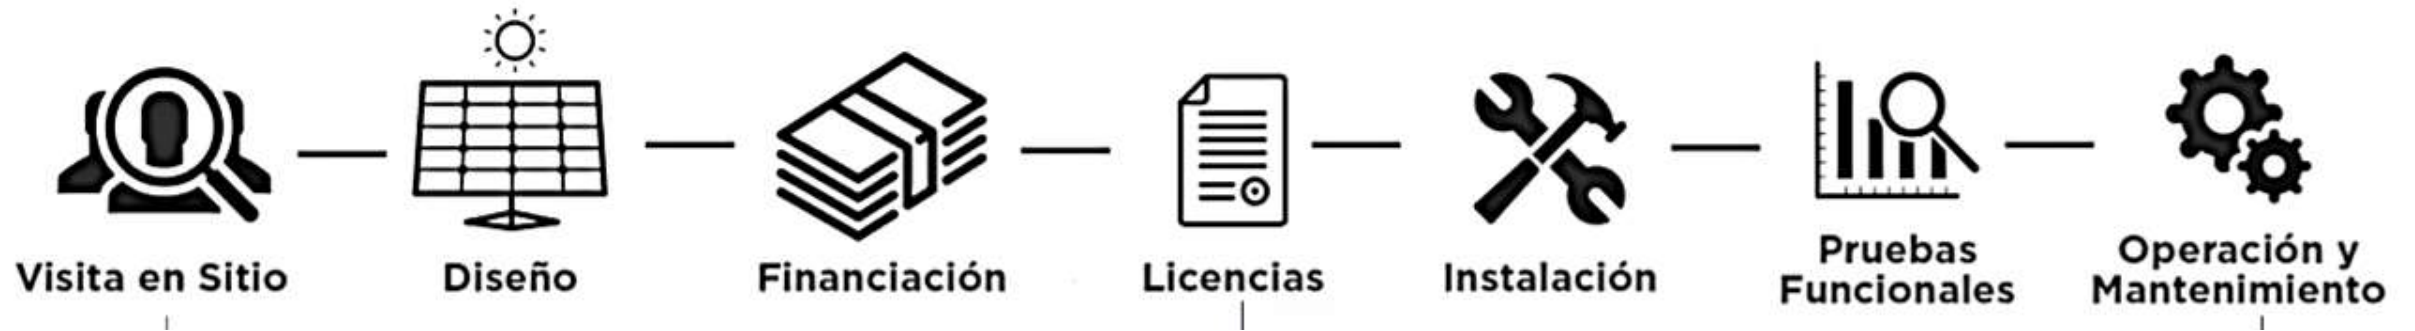 Visita en Sitio
Diseño
Financiación
Licencias
Instalación
Pruebas
Funcionales
Operación y
Mantenimiento